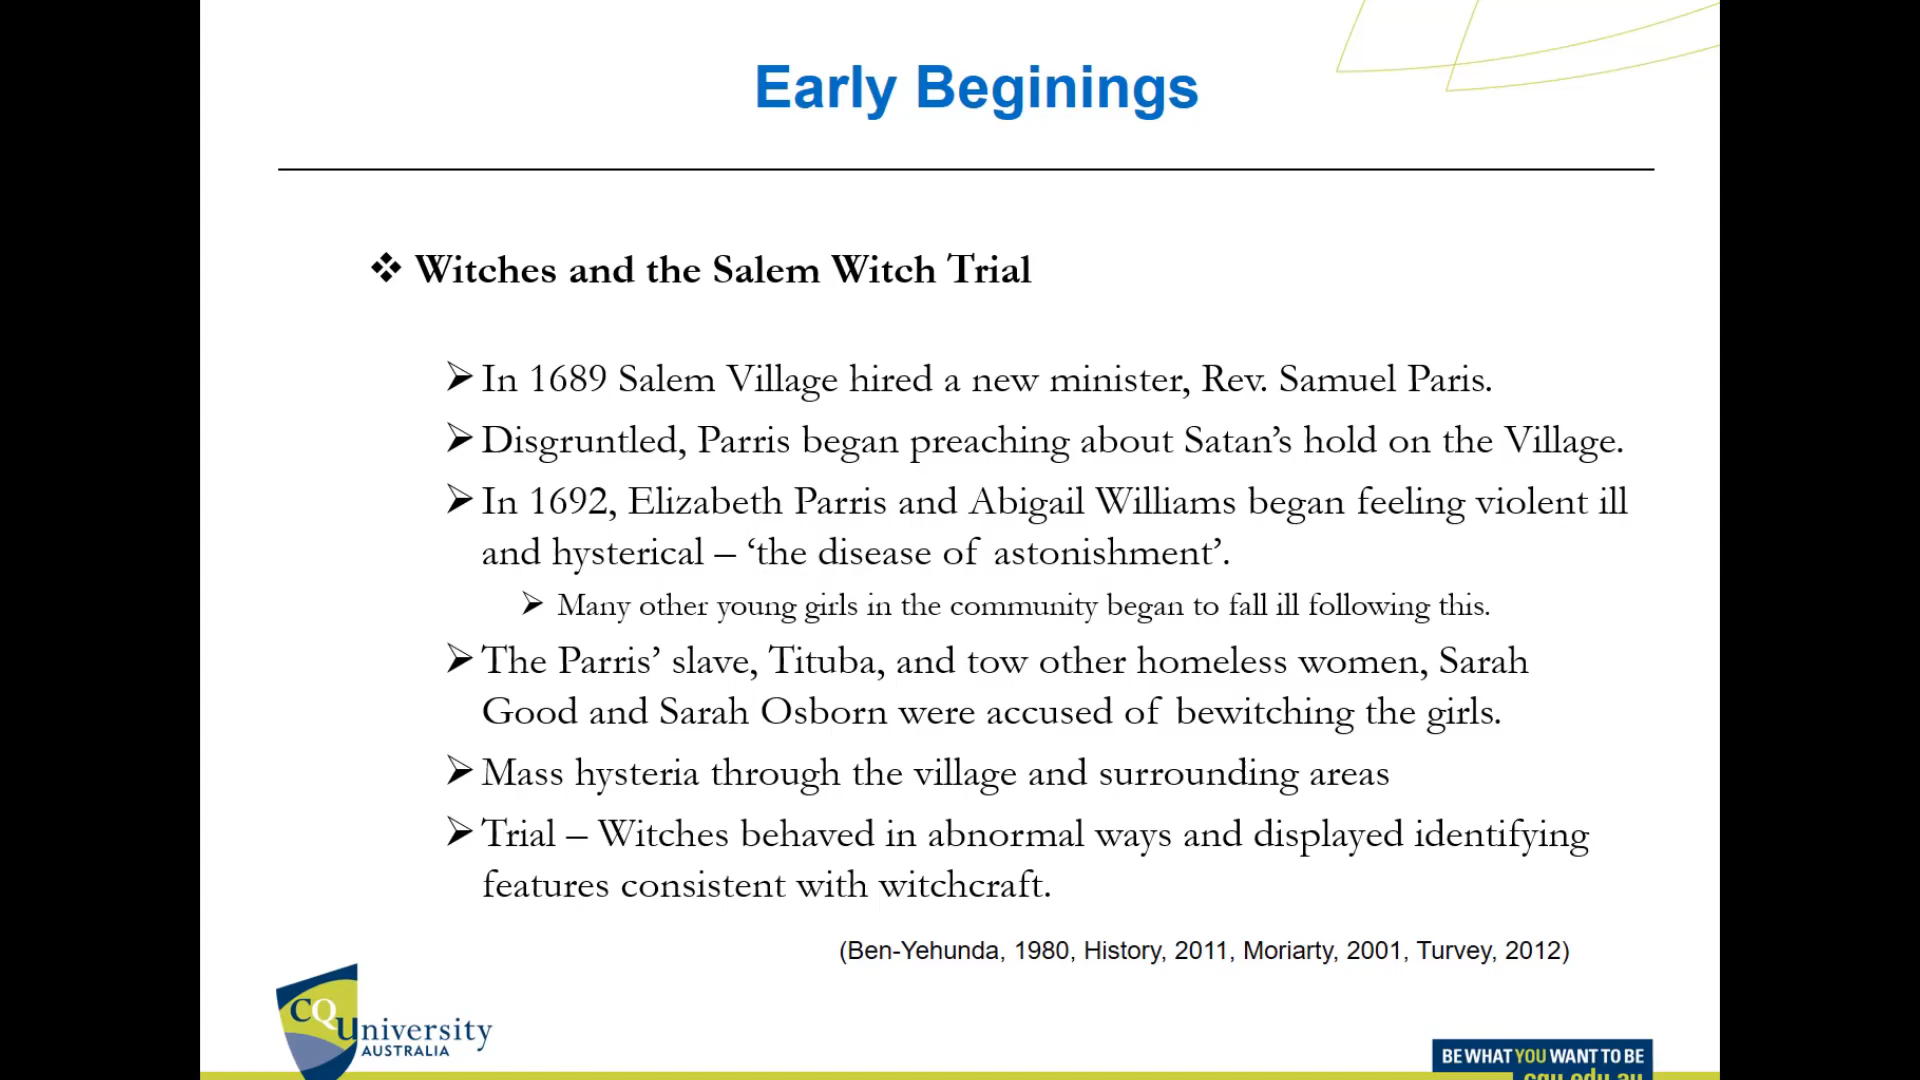 Early Beginings
❖ Witches and the Salem Witch Trial
➢ In 1689 Salem Village hired a new minister, Rev. Samuel Paris.
➢ Disgruntled, Parris began preaching about Satan’s hold on the Village.
➢ In 1692, Elizabeth Parris and Abigail Williams began feeling violent ill
and hysterical – ‘the disease of astonishment’.
➢ Many other young girls in the community began to fall ill following this.
➢ The Parris’ slave, Tituba, and tow other homeless women, Sarah
Good and Sarah Osborn were accused of bewitching the girls.
➢ Mass hysteria through the village and surrounding areas
➢ Trial – Witches behaved in abnormal ways and displayed identifying
features consistent with witchcraft.
(Ben-Yehunda, 1980, History, 2011, Moriarty, 2001, Turvey, 2012)
CQUniversity
AUSTRALIA
BE WHAT YOU WANT TO BE
cqu.edu.au